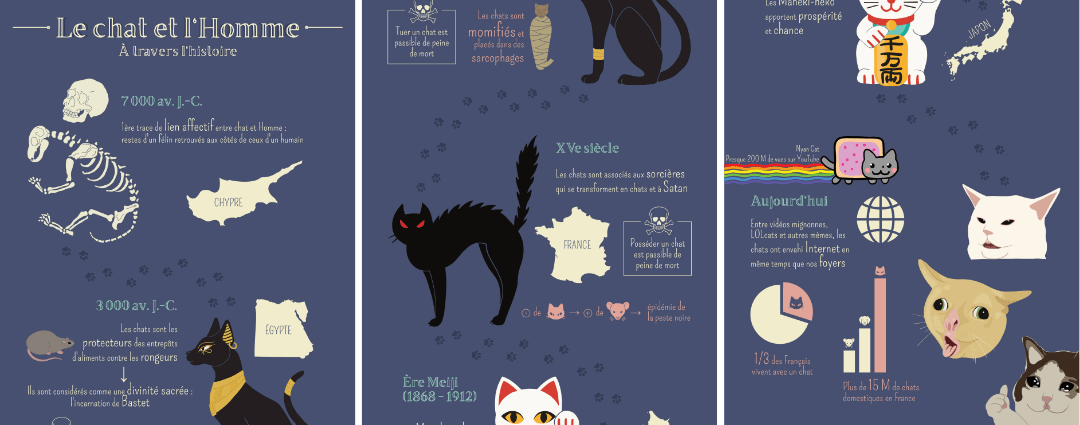 Le chat et l'Homme
À travers l'histoire
7 000 av. J.-C.
1ère trace de lien affectif entre chat et Homme :
restes d'un félin retrouvés aux côtés de ceux d'un humain
CHYPRE
3 000 av. J.-C.
Les chats sont les
protecteurs des entrepôts
d'aliments contre les rongeurs
ÉGYPTE
Ils sont considérés comme une divinité sacrée :
l'incarnation de Bastet
Tuer un chat est
passible de peine
de mort
Les chats sont
momifiés et
placés dans des
sarcophages
XVe siècle
Les chats sont associés aux sorcières
qui se transforment en chats et à Satan
FRANCE
Posséder un chat
est passible de
peine de mort
de
de
épidémie de
la peste noire
Ère Meiji
(1868 - 1912)
Les Maneki-neko
apportent prospérité
et chance
千万両
JAPON
Nyan Cat
Presque 200 M de vues sur YouTube
Aujourd'hui
Entre vidéos mignonnes,
LOLcats et autres mèmes, les
chats ont envahi Internet en
même temps que nos foyers
1/3 des Français
vivent avec un chat
Plus de 15 M de chats
domestiques en France